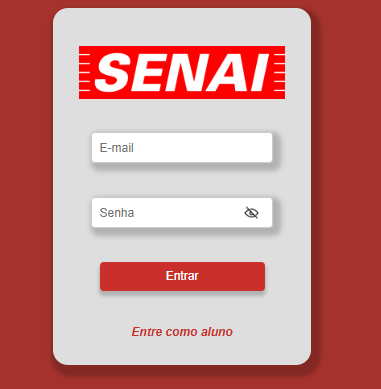 SENAI
E-mail
Senha
Entrar
Entre como aluno